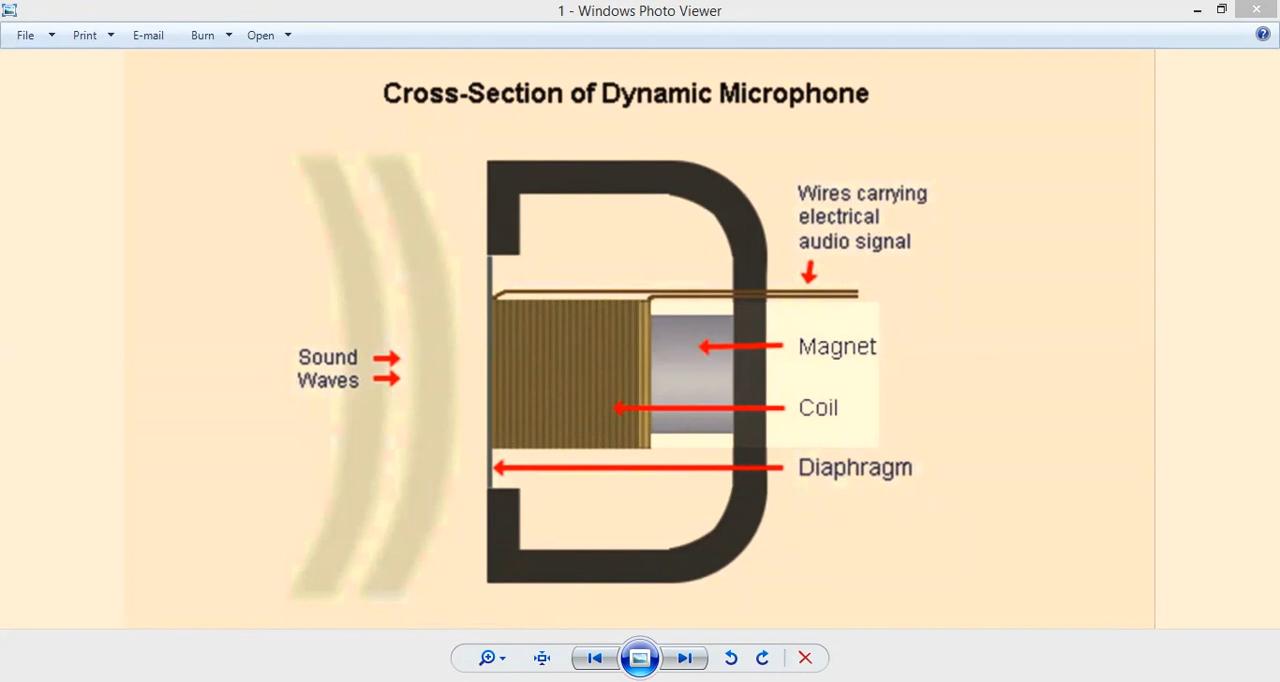 1 - Windows Photo Viewer
File Print E-mail Burn Open
Cross-Section of Dynamic Microphone
Wires carrying
electrical
audio signal
Sound
Waves
Magnet
Coil
Diaphragm